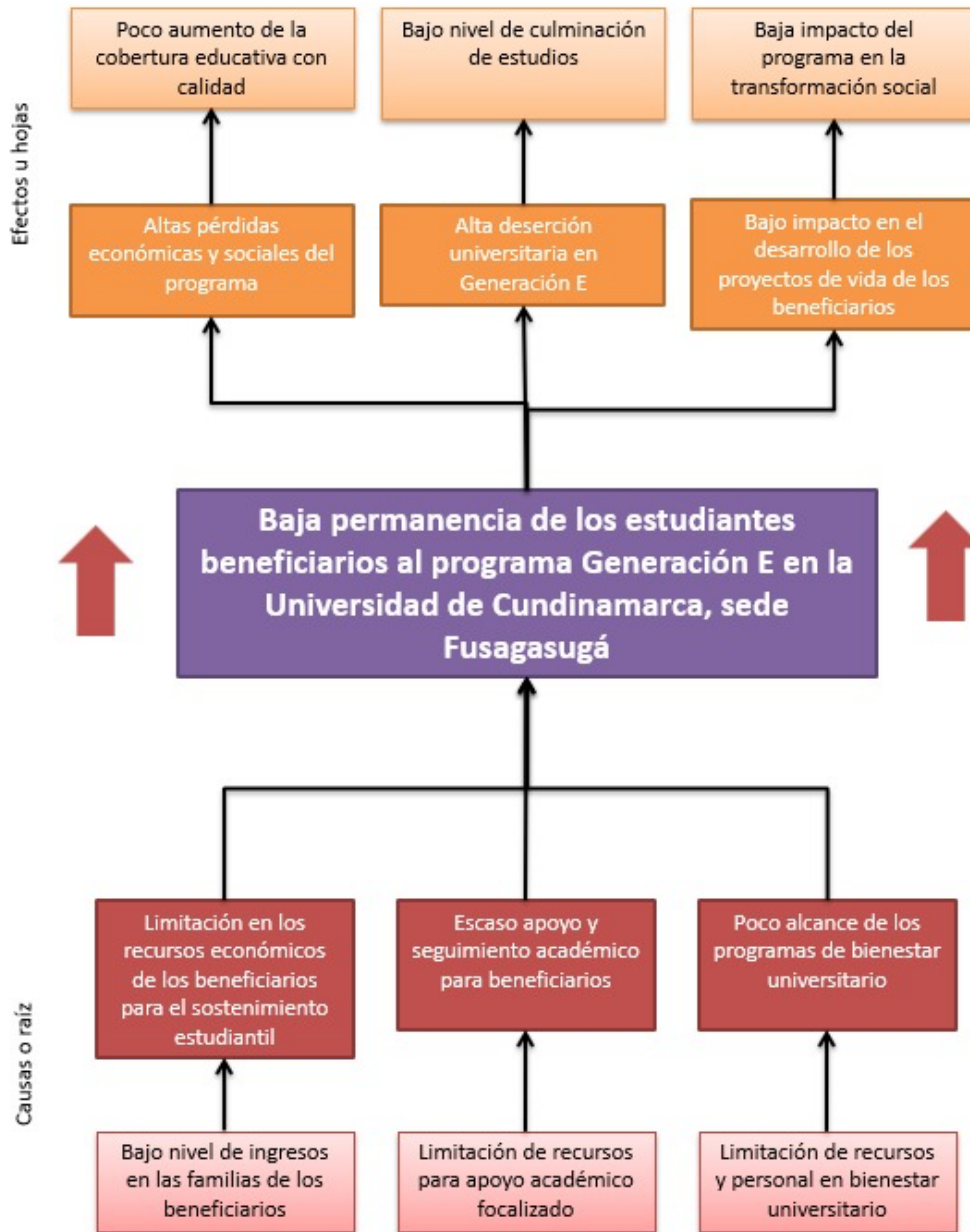 Efectos u hojas
Poco aumento de la
cobertura educativa con
calidad
Bajo nivel de culminación
de estudios
Baja impacto del
programa en la
transformación social
Altas pérdidas
económicas y sociales del
programa
Alta deserción
universitaria en
Generación E
Bajo impacto en el
desarrollo de los
proyectos de vida de los
beneficiarios
Baja permanencia de los estudiantes
beneficiarios al programa Generación E en la
Universidad de Cundinamarca, sede
Fusagasugá
Causas o raíz
Limitación en los
recursos económicos
de los beneficiarios
para el sostenimiento
estudiantil
Escaso apoyo y
seguimiento académico
para beneficiarios
Poco alcance de los
programas de bienestar
universitario
Bajo nivel de ingresos
en las familias de los
beneficiarios
Limitación de recursos
para apoyo académico
focalizado
Limitación de recursos
y personal en bienestar
universitario